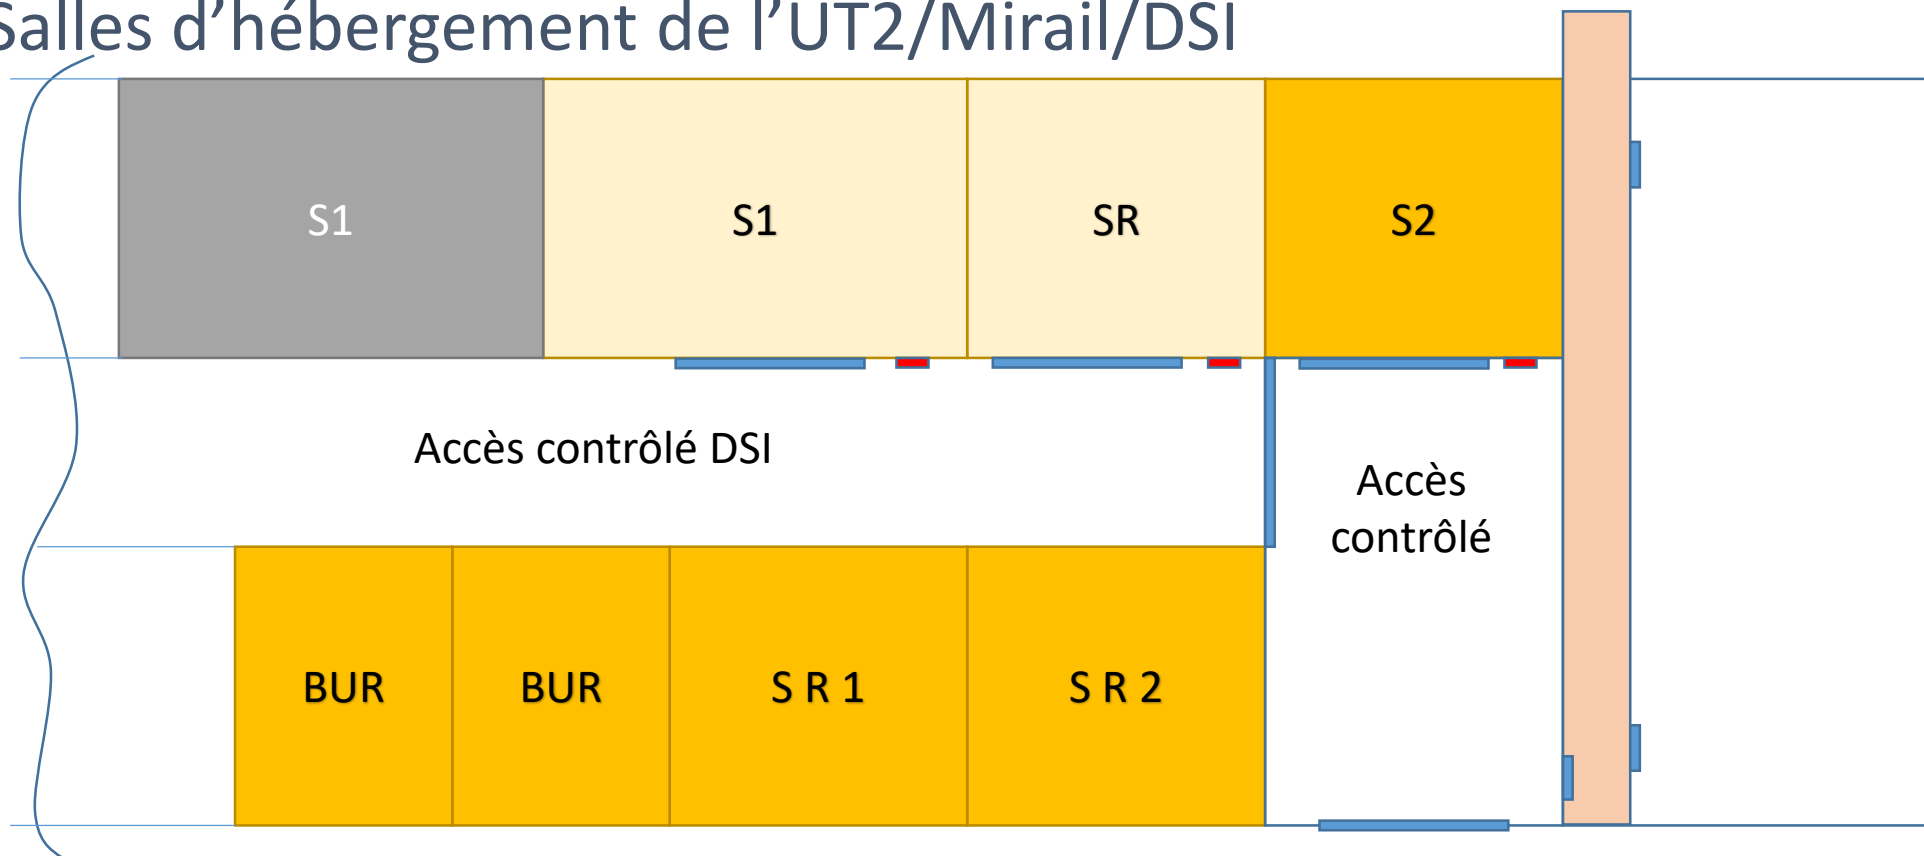 Salles d’hébergement de l’UT2/Mirail/DSI
S1
S1
SR
S2
Accès contrôlé DSI
Accès
contrôlé
BUR
BUR
S R 1
S R 2